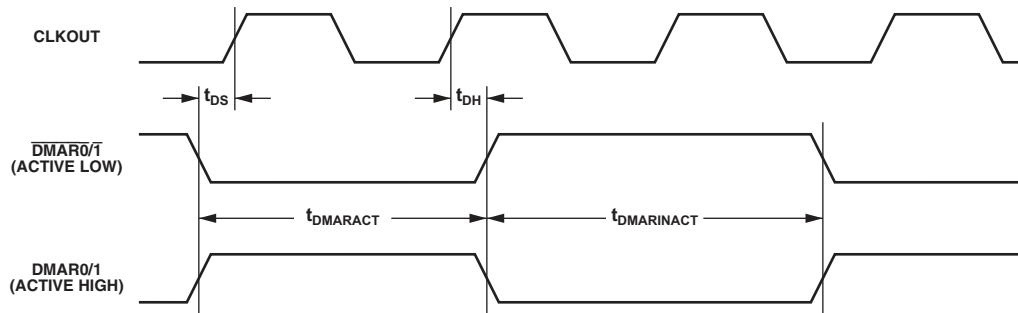 CLKOUT
tDS
tDH
DMAR0/1
(ACTIVE LOW)
tDMARACT
tDMARINACT
DMAR0/1
(ACTIVE HIGH)